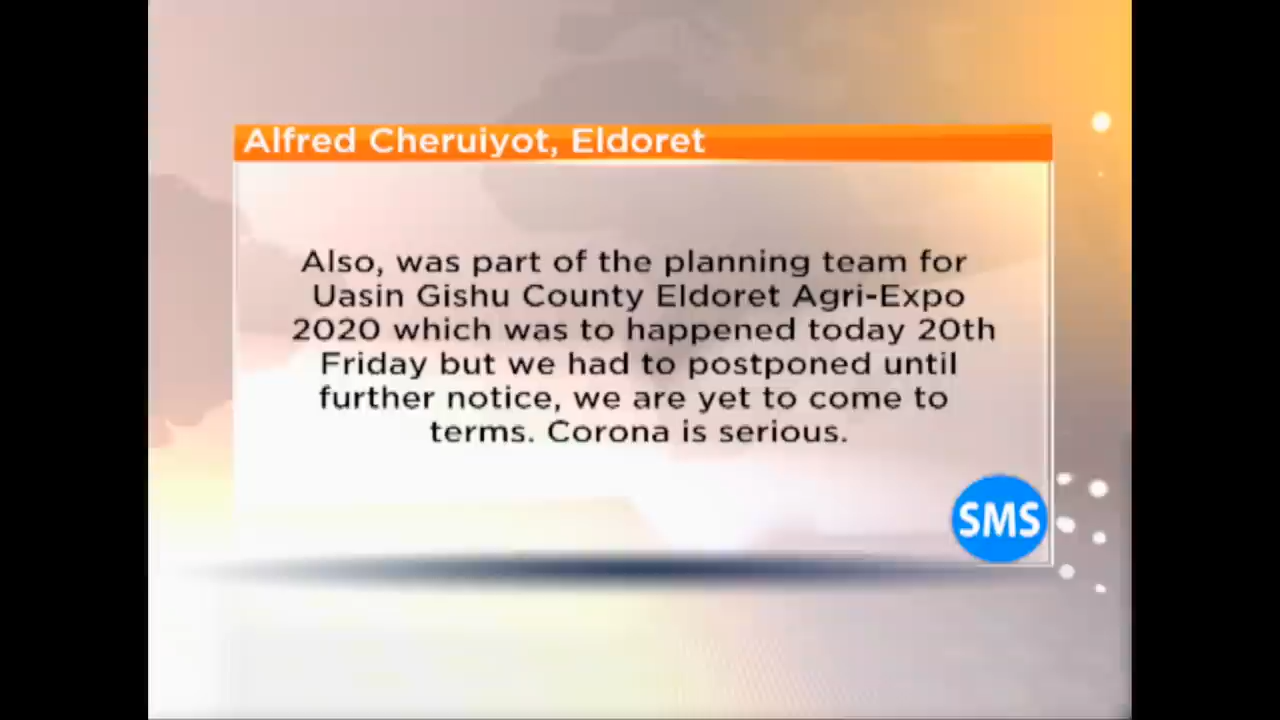 Alfred Cheruiyot, Eldoret
Also, was part of the planning team for
Uasin Gishu County Eldoret Agri-Expo
2020 which was to happened today 20th
Friday but we had to postponed until
further notice, we are yet to come to
terms. Corona is serious.
SMS